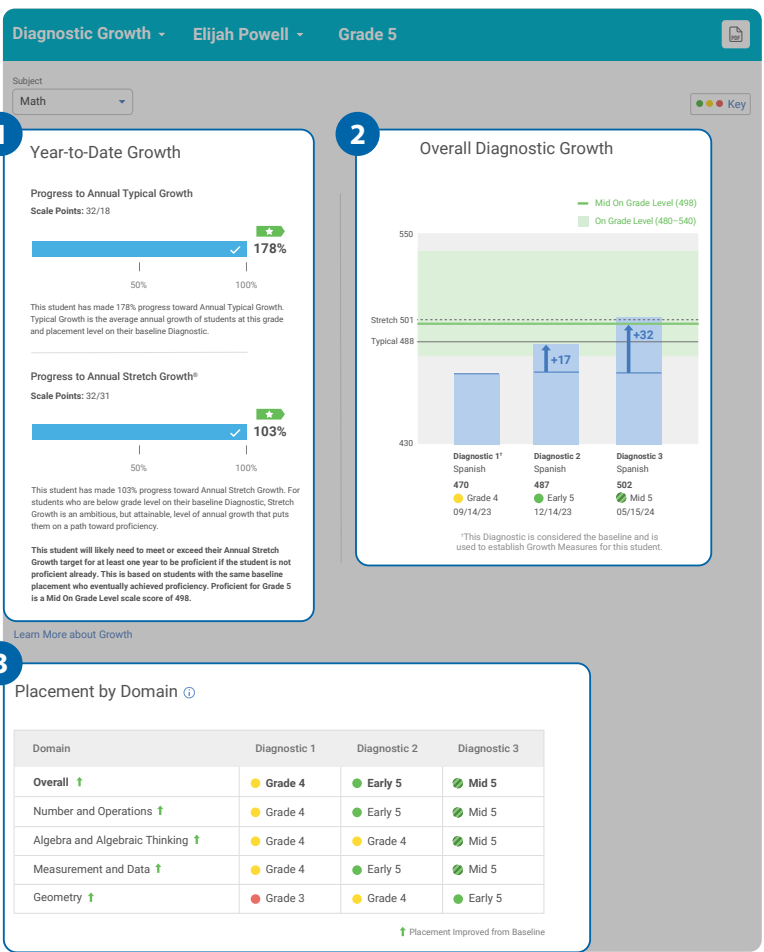 Diagnostic Growth Elijah Powell Grade 5
PDF
Subject
Math
Key
1
Year-to-Date Growth
Progress to Annual Typical Growth
Scale Points: 32/18
178%
50% 100%
This student has made 178% progress toward Annual Typical Growth.
Typical Growth is the average annual growth of students at this grade
and placement level on their baseline Diagnostic.
Progress to Annual Stretch Growth®
Scale Points: 32/31
103%
50% 100%
This student has made 103% progress toward Annual Stretch Growth. For
students who are below grade level on their baseline Diagnostic, Stretch
Growth is an ambitious, but attainable, level of annual growth that puts
them on a path toward proficiency.
This student will likely need to meet or exceed their Annual Stretch
Growth target for at least one year to be proficient if the student is not
proficient already. This is based on students with the same baseline
placement who eventually achieved proficiency. Proficient for Grade 5
is a Mid On Grade Level scale score of 498.
2
Overall Diagnostic Growth
Mid On Grade Level (498)
On Grade Level (480–540)
550
Stretch 501
Typical 488
430
+17
+32
Diagnostic 1† Diagnostic 2 Diagnostic 3
Spanish Spanish Spanish
470 487 502
Grade 4 Early 5 Mid 5
09/14/23 12/14/23 05/15/24
†This Diagnostic is considered the baseline and is
used to establish Growth Measures for this student.
Learn More about Growth
3
Placement by Domain
Domain Diagnostic 1 Diagnostic 2 Diagnostic 3
Overall Grade 4 Early 5 Mid 5
Number and Operations Grade 4 Early 5 Mid 5
Algebra and Algebraic Thinking Grade 4 Grade 4 Mid 5
Measurement and Data Grade 4 Early 5 Mid 5
Geometry Grade 3 Grade 4 Early 5
Placement Improved from Baseline